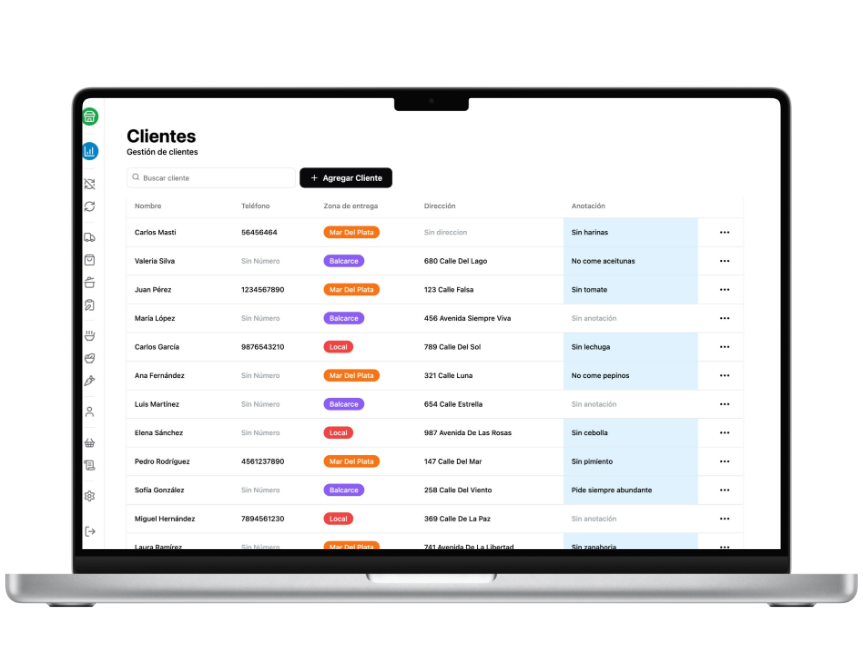 Clientes
Gestión de clientes
Buscar cliente
+ Agregar Cliente
Nombre Teléfono Zona de entrega Dirección Anotación
Carlos Masti 56456464 Mar Del Plata Sin direccion Sin harinas
Valeria Silva Sin Número Balcarce 680 Calle Del Lago No come aceitunas
Juan Pérez 1234567890 Mar Del Plata 123 Calle Falsa Sin tomate
María López Sin Número Balcarce 456 Avenida Siempre Viva Sin anotación
Carlos García 9876543210 Local 789 Calle Del Sol Sin lechuga
Ana Fernández Sin Número Mar Del Plata 321 Calle Luna No come pepinos
Luis Martínez Sin Número Balcarce 654 Calle Estrella Sin anotación
Elena Sánchez Sin Número Local 987 Avenida De Las Rosas Sin cebolla
Pedro Rodríguez 4561237890 Mar Del Plata 147 Calle Del Mar Sin pimiento
Sofía González Sin Número Balcarce 258 Calle Del Viento Pide siempre abundante
Miguel Hernández 7894561230 Local 369 Calle De La Paz Sin anotación
Laura Ramírez Sin Número Mar Del Plata 741 Avenida De La Libertad Sin zanahoria